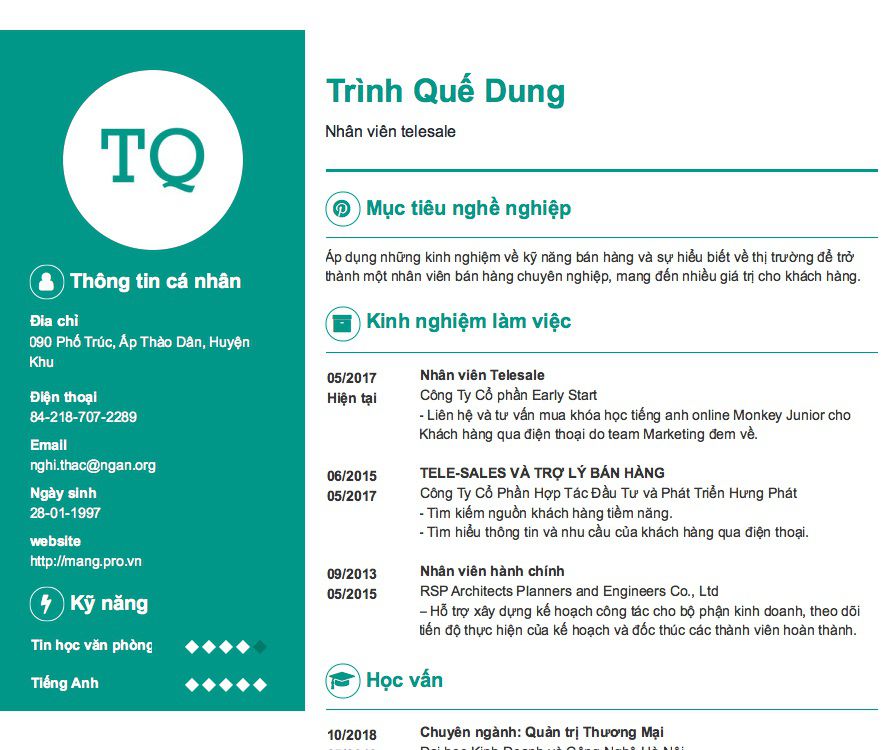 TQ
Thông tin cá nhân
Địa chỉ
090 Phố Trúc, Ấp Thào Dân, Huyện
Khu
Điện thoại
84-218-707-2289
Email
nghi.thac@ngan.org
Ngày sinh
28-01-1997
website
http://mang.pro.vn
Kỹ năng
Tin học văn phòng
Tiếng Anh
Trình Quế Dung
Nhân viên telesale
Mục tiêu nghề nghiệp
Áp dụng những kinh nghiệm về kỹ năng bán hàng và sự hiểu biết về thị trường để trở
thành một nhân viên bán hàng chuyên nghiệp, mang đến nhiều giá trị cho khách hàng.
Kinh nghiệm làm việc
05/2017
Hiện tại
Nhân viên Telesale
Công Ty Cổ phần Early Start
- Liên hệ và tư vấn mua khóa học tiếng anh online Monkey Junior cho
Khách hàng qua điện thoại do team Marketing đem về.
06/2015
05/2017
TELE-SALES VÀ TRỢ LÝ BÁN HÀNG
Công Ty Cổ Phần Hợp Tác Đầu Tư và Phát Triển Hưng Phát
- Tìm kiếm nguồn khách hàng tiềm năng.
- Tìm hiểu thông tin và nhu cầu của khách hàng qua điện thoại.
09/2013
05/2015
Nhân viên hành chính
RSP Architects Planners and Engineers Co., Ltd
– Hỗ trợ xây dựng kế hoạch công tác cho bộ phận kinh doanh, theo dõi
tiến độ thực hiện của kế hoạch và đốc thúc các thành viên hoàn thành.
Học vấn
10/2018
Chuyên ngành: Quản trị Thương Mại